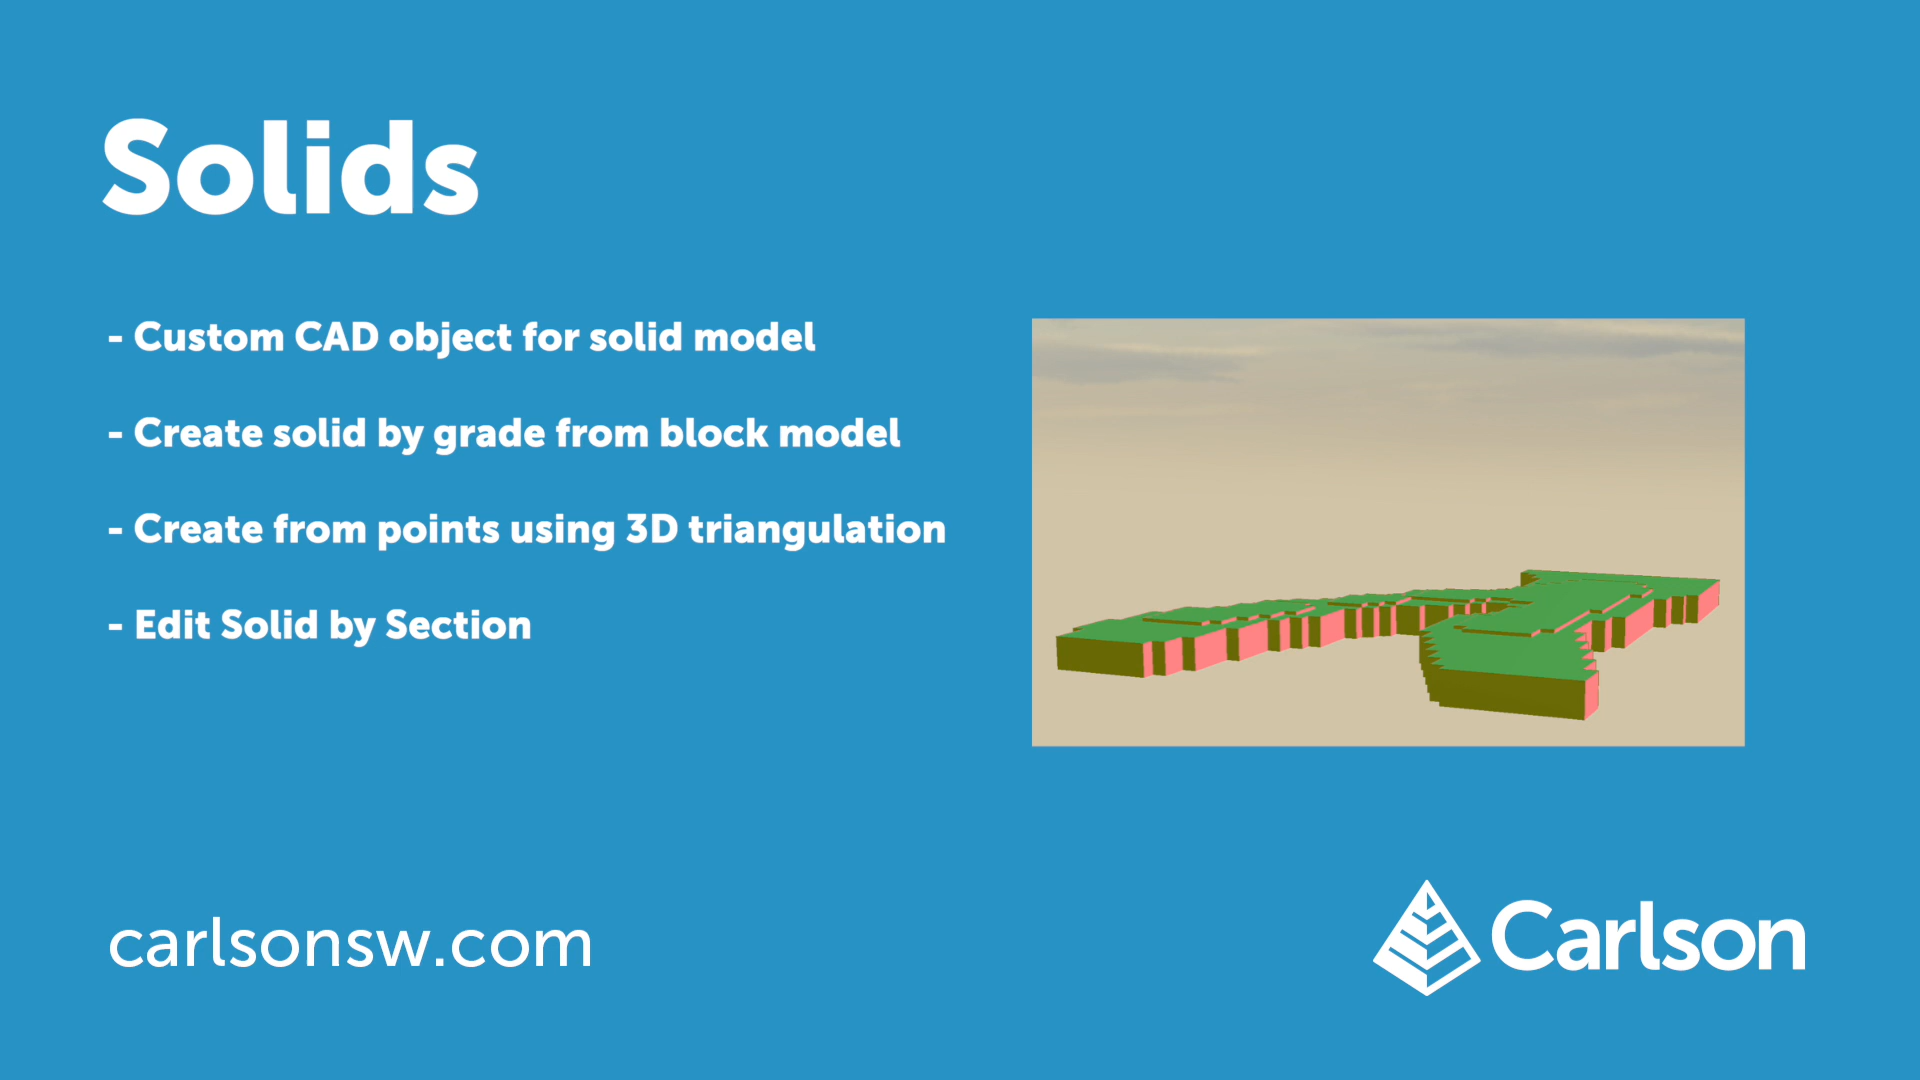 Solids
- Custom CAD object for solid model
- Create solid by grade from block model
- Create from points using 3D triangulation
- Edit Solid by Section
carlsonsw.com
Carlson